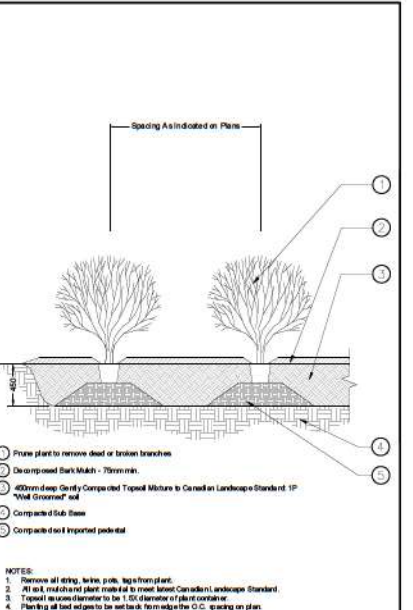 Spacing As Indicated on Plans
1
2
3
450
4
5
1 Prune plant to remove dead or broken branches
2 Decomposed Bark Mulch - 75mm min.
3 450mm deep Gently Compacted Topsoil Mixture to Canadian Landscape Standard 1P
"Well Groomed" soil
4 Compacted Sub Base
5 Compacted soil imported pedestal
NOTES:
1. Remove all string, twine, pots, tags from plant.
2. All soil, mulch and plant material to meet latest Canadian Landscape Standard.
3. Topsoil sauces diameter to be 1.5X diameter of plant container.
4. Planting all bed edges to be set back from edge the O.C. spacing on plan.